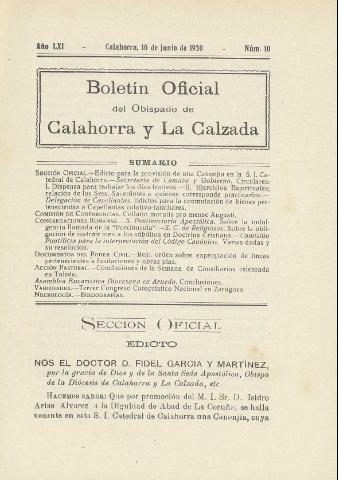 Año LXI - Calahorra, 10 de junio de 1930 - Núm. 10
Boletín Oficial
del Obispado de
Calahorra y La Calzada
SUMARIO
SECCIÓN OFICIAL.—Edicto para la provisión de una Canonjía en la S. I. Ca-
tedral de Calahorra.—Secretaría de Cámara y Gobierno. Circulares:
I. Dispensa para trabajar los días festivos —II. Ejercicios Espirituales;
relación de los Sres. Sacerdotes a quienes corresponde practicarlos.—
Delegación de Capellanías. Edictos para la conmutación de bienes per-
tenecientes a Capellanías colativo-familiares.
COMISIÓN DE CONFERENCIAS. Collatio moralis pro mense Augusti.
CONGREGACIONES ROMANAS.—S. Penitenciaría Apostólica. Sobre la indul-
gencia llamada de la "Porciúncula".—S. C. de Religiosos. Sobre la obli-
gación de instruir bien a los súbditos en Doctrina Cristiana.—Comisión
Pontificia para la interpretación del Código Canónico. Varias dudas y
su resolución.
DOCUMENTOS DEL PODER CIVIL.—Real orden sobre expropiación de fincas
pertenecientes a fundaciones y obras pías.
ACCIÓN PASTORAL.—Conclusiones de la Semana de Consiliarios celebrada
en Toledo.
Asamblea Eucarística Diocesana en Arnedo. Conclusiones.
VARIEDADES.—Tercer Congreso Catequístico Nacional en Zaragoza.
NECROLOGÍA.—BIBLIOGRAFÍAS.
SECCION OFICIAL
EDICTO
NOS EL DOCTOR D. FIDEL GARCÍA Y MARTÍNEZ,
por la gracia de Dios y de la Santa Sede Apostólica, Obispo
de la Diócesis de Calahorra y La Calzada, etc.
HACEMOS SABER: Que por promoción del M. I. Sr. D. Isidro
Arias Alvarez a la Dignidad de Abad de La Coruña, se halla
vacante en esta S. I. Catedral de Calahorra una Canonjía, cuya